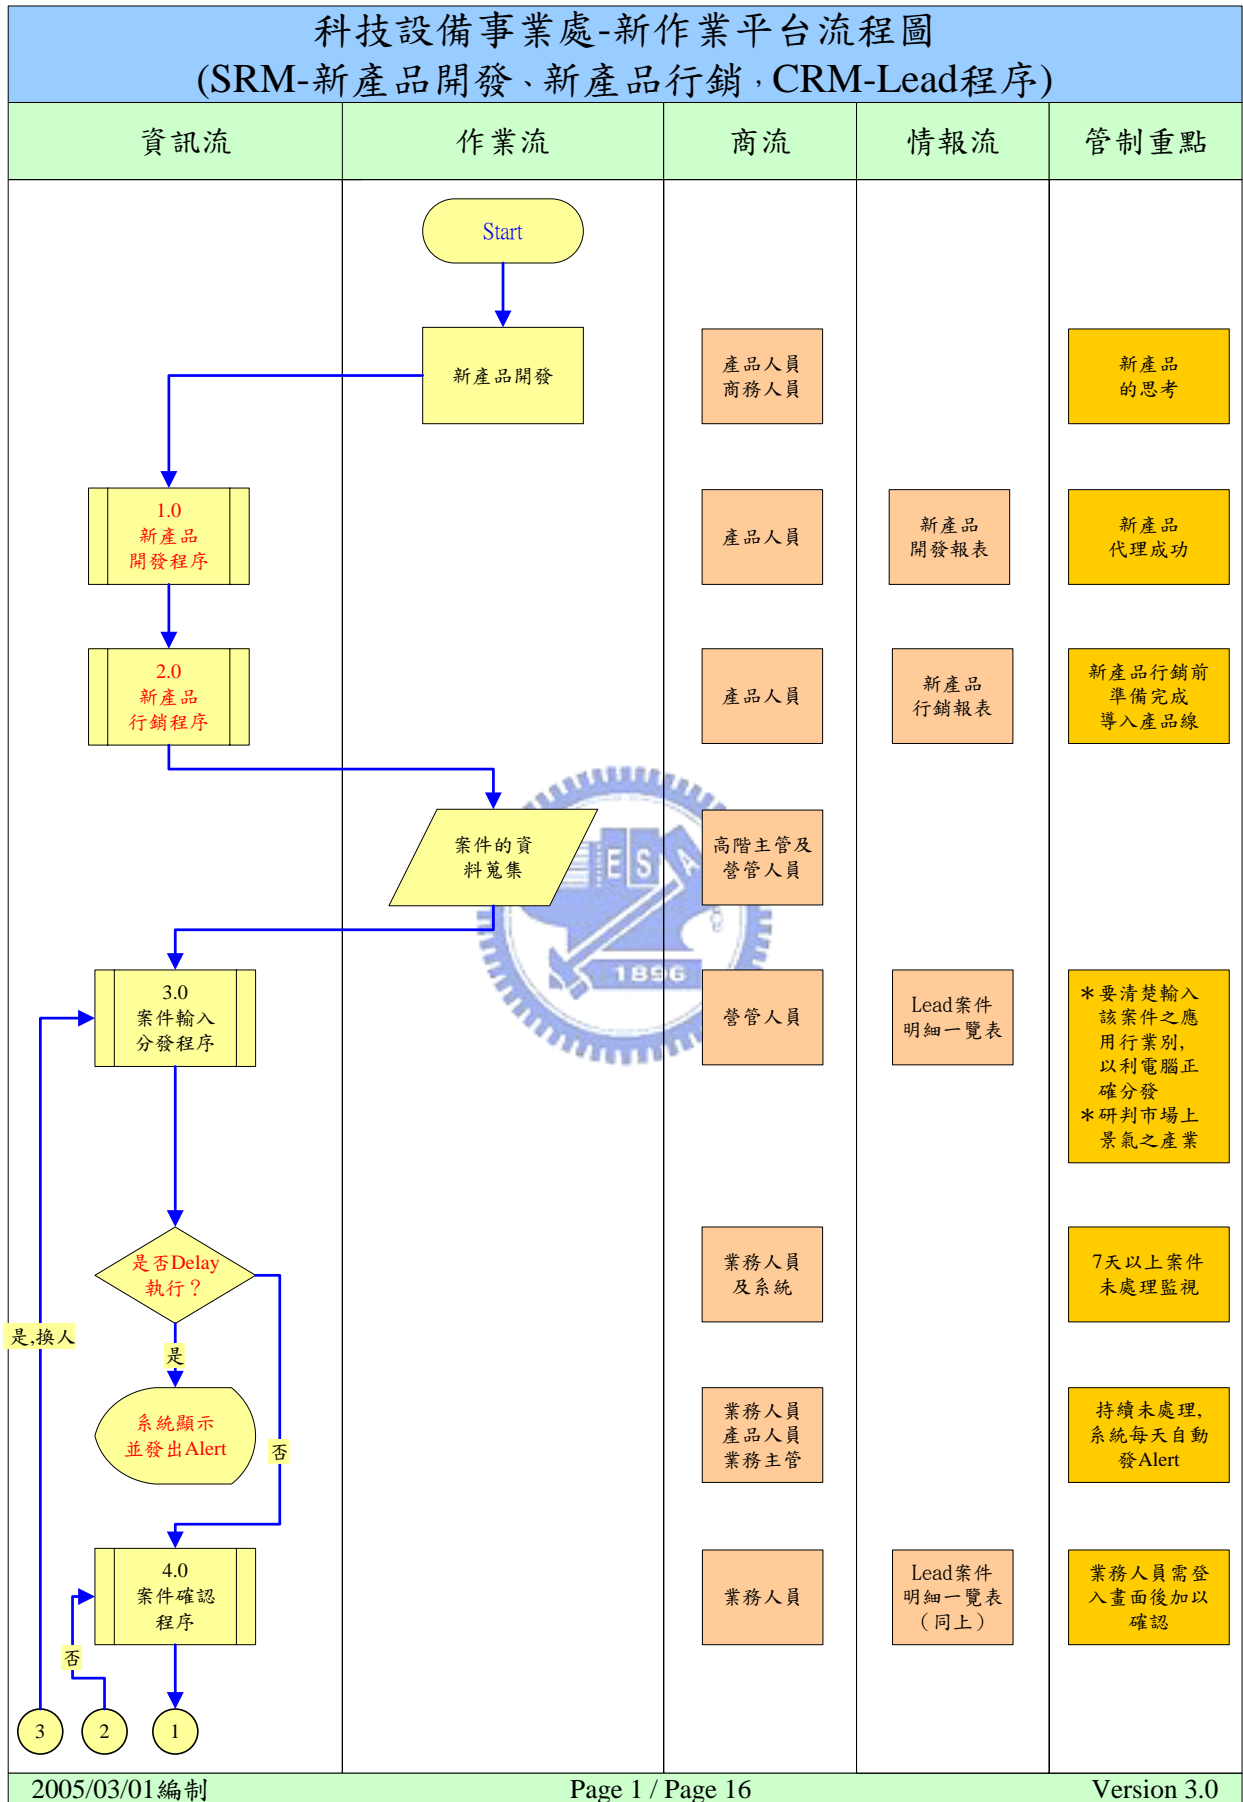 科技設備事業處-新作業平台流程圖
(SRM-新產品開發、新產品行銷，CRM-Lead程序)
資訊流
作業流
商流
情報流
管制重點
Start
新產品開發
產品人員
商務人員
新產品
的思考
1.0
新產品
開發程序
產品人員
新產品
開發報表
新產品
代理成功
2.0
新產品
行銷程序
產品人員
新產品
行銷報表
新產品行銷前
準備完成
導入產品線
案件的資
料蒐集
高階主管及
營管人員
ESA
1896
3.0
案件輸入
分發程序
營管人員
Lead案件
明細一覽表
＊要清楚輸入
該案件之應
用行業別,
以利電腦正
確分發
＊研判市場上
景氣之產業
是否Delay
執行？
業務人員
及系統
7天以上案件
未處理監視
是,換人
是
系統顯示
並發出Alert
否
業務人員
產品人員
業務主管
持續未處理,
系統每天自動
發Alert
4.0
案件確認
程序
業務人員
Lead案件
明細一覽表
（同上）
業務人員需登
入畫面後加以
確認
否
3
2
1
2005/03/01編制
Page 1 / Page 16
Version 3.0